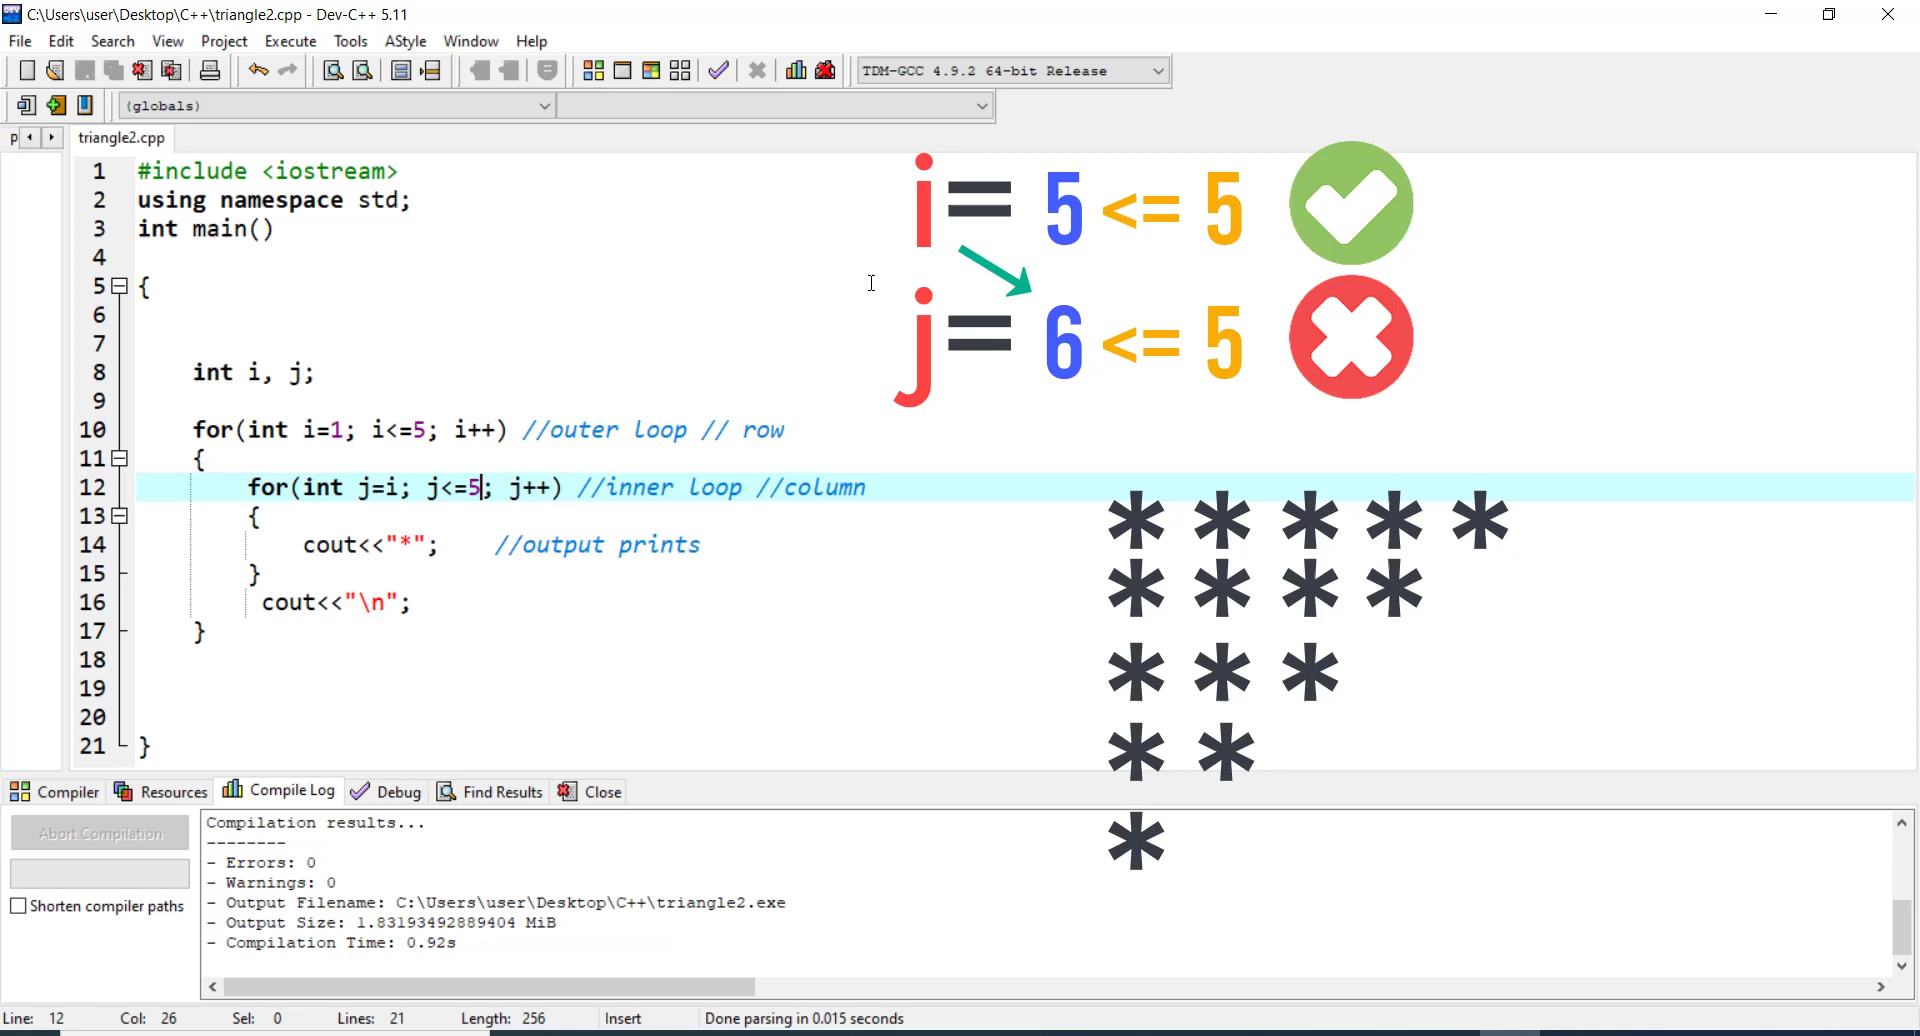 C:\Users\user\Desktop\C++\triangle2.cpp - Dev-C++ 5.11
File Edit Search View Project Execute Tools AStyle Window Help
TDM-GCC 4.9.2 64-bit Release
(globals)
p triangle2.cpp
1 #include <iostream>
2 using namespace std;
3 int main()
4
5 {
6
7
8 int i, j;
9
10 for(int i=1; i<=5; i++) //outer loop // row
11 {
12 for(int j=i; j<=5; j++) //inner loop //column
13 {
14 cout<<"*"; //output prints
15 }
16 cout<<"\n";
17 }
18
19
20
21 }
i= 5 <= 5
j= 6 <= 5
* * * * *
* * * *
* * *
* *
*
Compiler Resources Compile Log Debug Find Results Close
Abort Compilation
Shorten compiler paths
Compilation results...
--------
- Errors: 0
- Warnings: 0
- Output Filename: C:\Users\user\Desktop\C++\triangle2.exe
- Output Size: 1.83193492889404 MiB
- Compilation Time: 0.92s
Line: 12 Col: 26 Sel: 0 Lines: 21 Length: 256 Insert Done parsing in 0.015 seconds